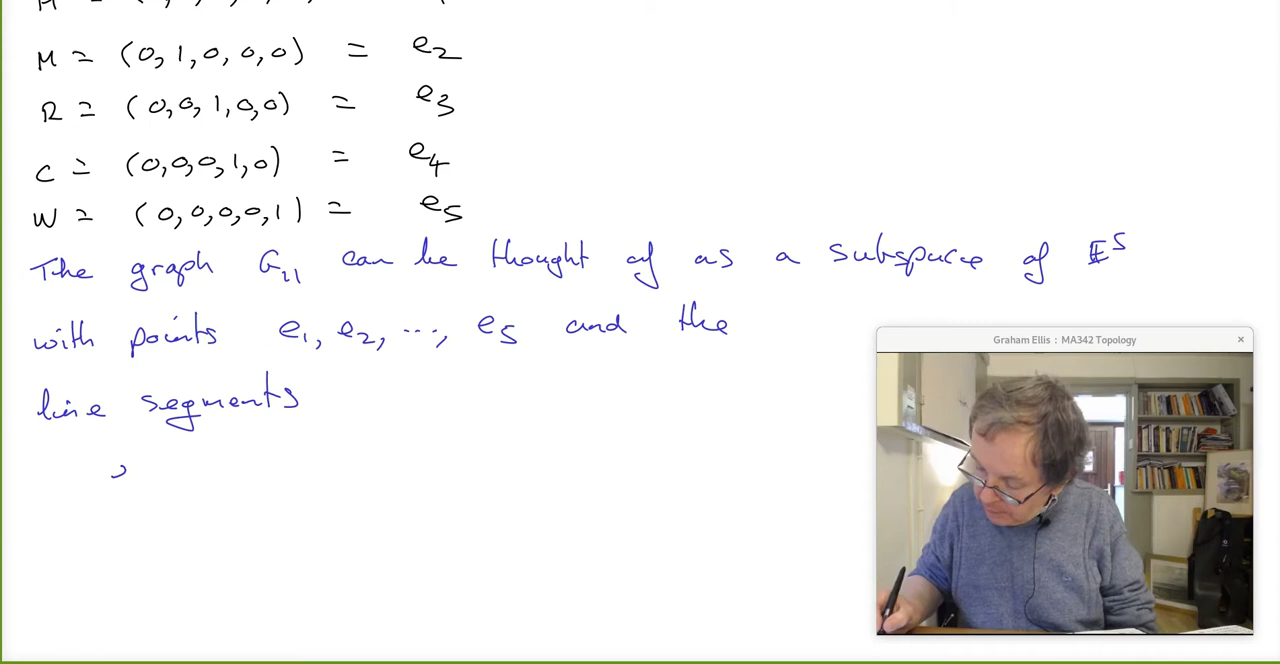 M = (0, 1, 0, 0, 0) = e2
R = (0, 0, 1, 0, 0) = e3
C = (0, 0, 0, 1, 0) = e4
W = (0, 0, 0, 0, 1) = e5
The graph G21 can be thought of as a subspace of 𝔼^5
with points e1, e2, ..., e5 and the
line segments
Graham Ellis : MA342 Topology